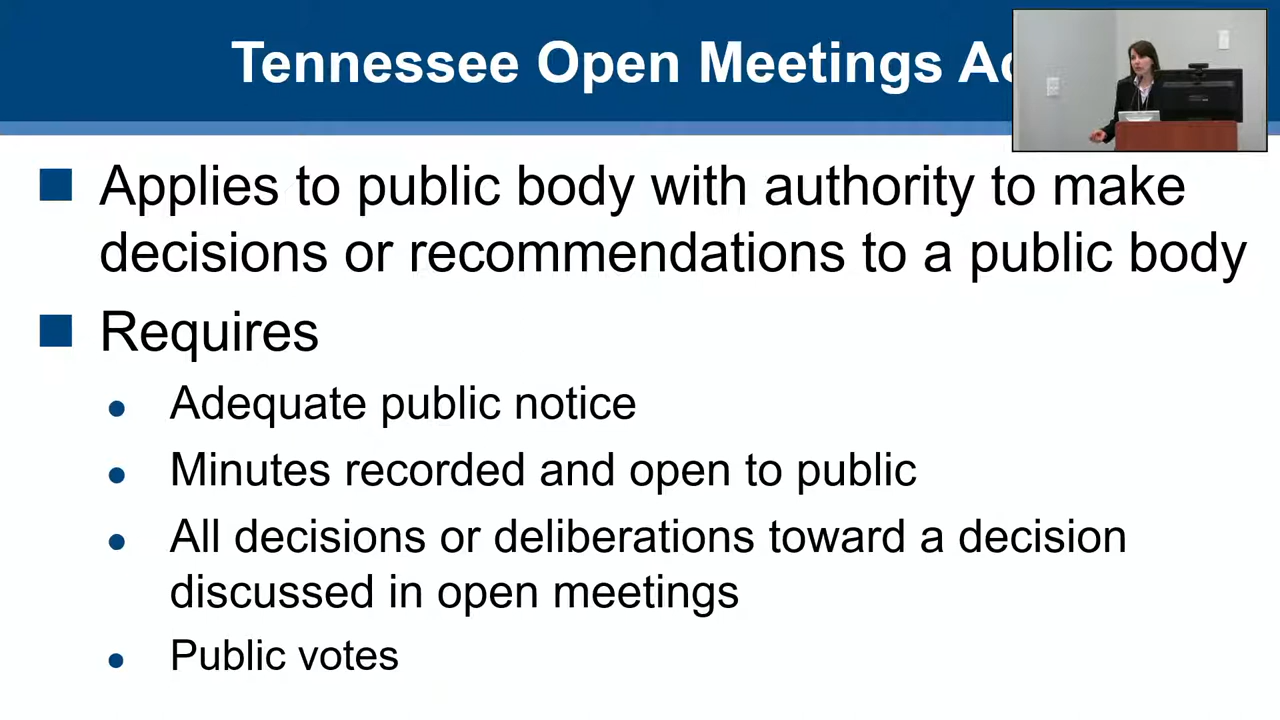 Tennessee Open Meetings
Applies to public body with authority to make
decisions or recommendations to a public body
Requires
Adequate public notice
Minutes recorded and open to public
All decisions or deliberations toward a decision
discussed in open meetings
Public votes